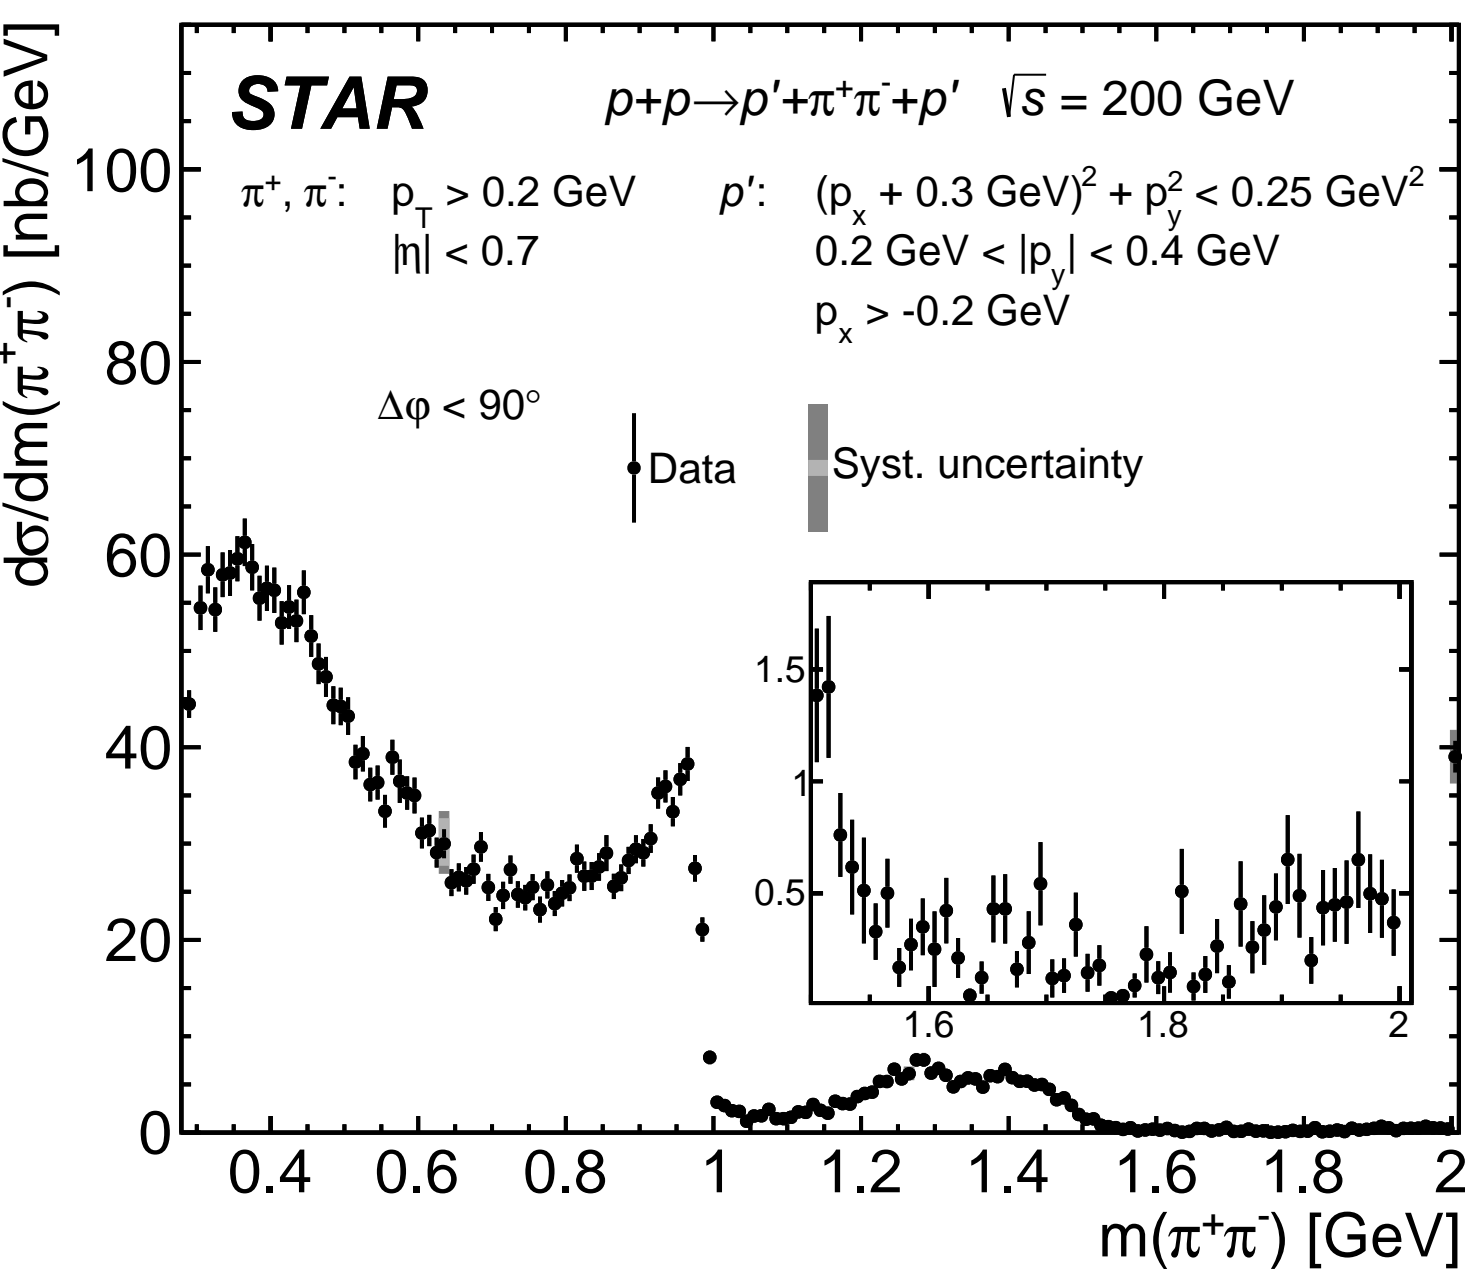 dσ/dm(π⁺π⁻) [nb/GeV]
STAR p+p→p′+π⁺π⁻+p′ √s = 200 GeV
π⁺, π⁻: p_T > 0.2 GeV p′: (p_x + 0.3 GeV)² + p_y² < 0.25 GeV²
|η| < 0.7 0.2 GeV < |p_y| < 0.4 GeV
p_x > -0.2 GeV
Δφ < 90°
Data Syst. uncertainty
100
80
60
40
20
0
1.5
1
0.5
1.6 1.8 2
0.4 0.6 0.8 1 1.2 1.4 1.6 1.8 2
m(π⁺π⁻) [GeV]